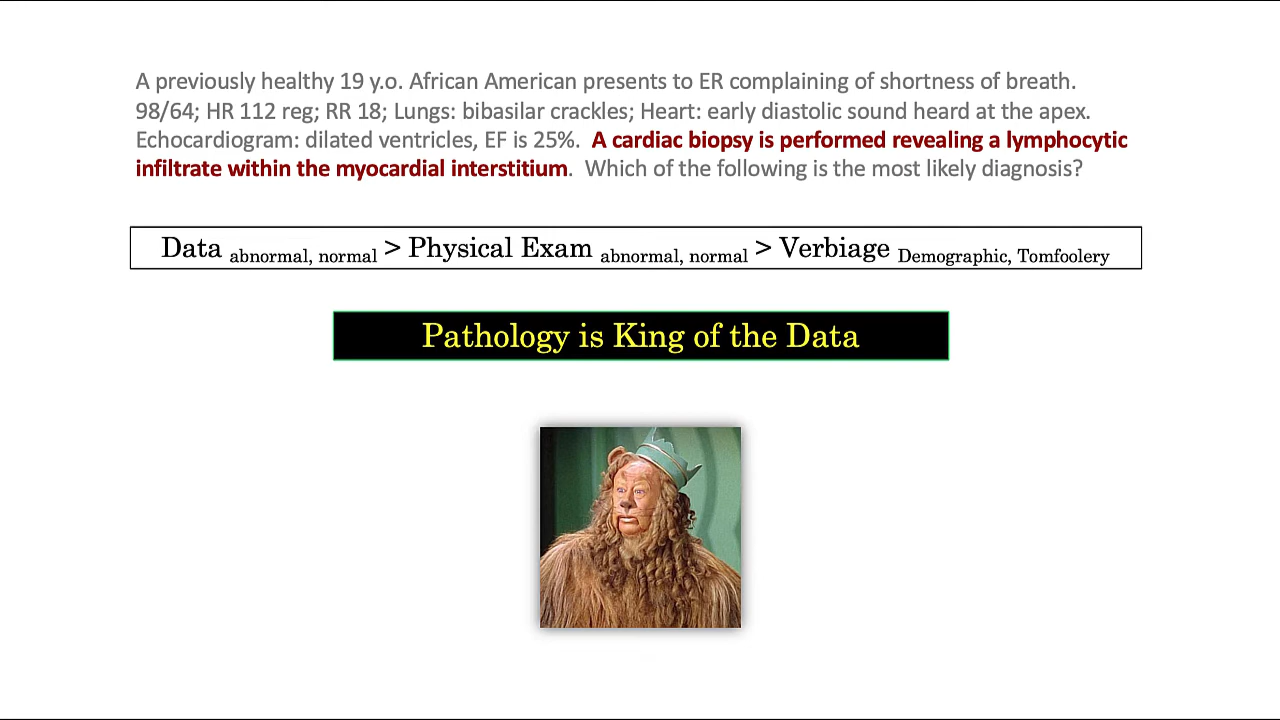 A previously healthy 19 y.o. African American presents to ER complaining of shortness of breath.
98/64; HR 112 reg; RR 18; Lungs: bibasilar crackles; Heart: early diastolic sound heard at the apex.
Echocardiogram: dilated ventricles, EF is 25%.  A cardiac biopsy is performed revealing a lymphocytic
infiltrate within the myocardial interstitium.  Which of the following is the most likely diagnosis?
Data abnormal, normal > Physical Exam abnormal, normal > Verbiage Demographic, Tomfoolery
Pathology is King of the Data